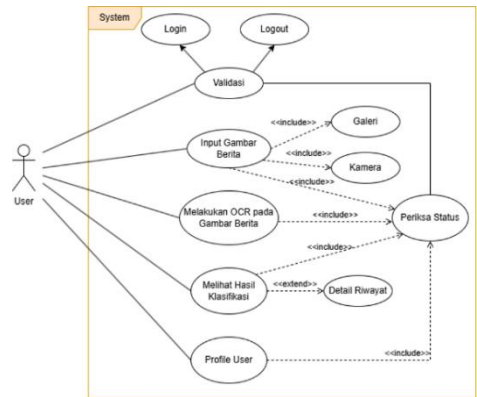 System
Login
Logout
Validasi
<<include>>
Galeri
Input Gambar
Berita
<<include>>
Kamera
<<include>>
User
Melakukan OCR pada
Gambar Berita
<<include>>
Periksa Status
<<include>>
Melihat Hasil
Klasifikasi
<<extend>>
Detail Riwayat
Profile User
<<include>>